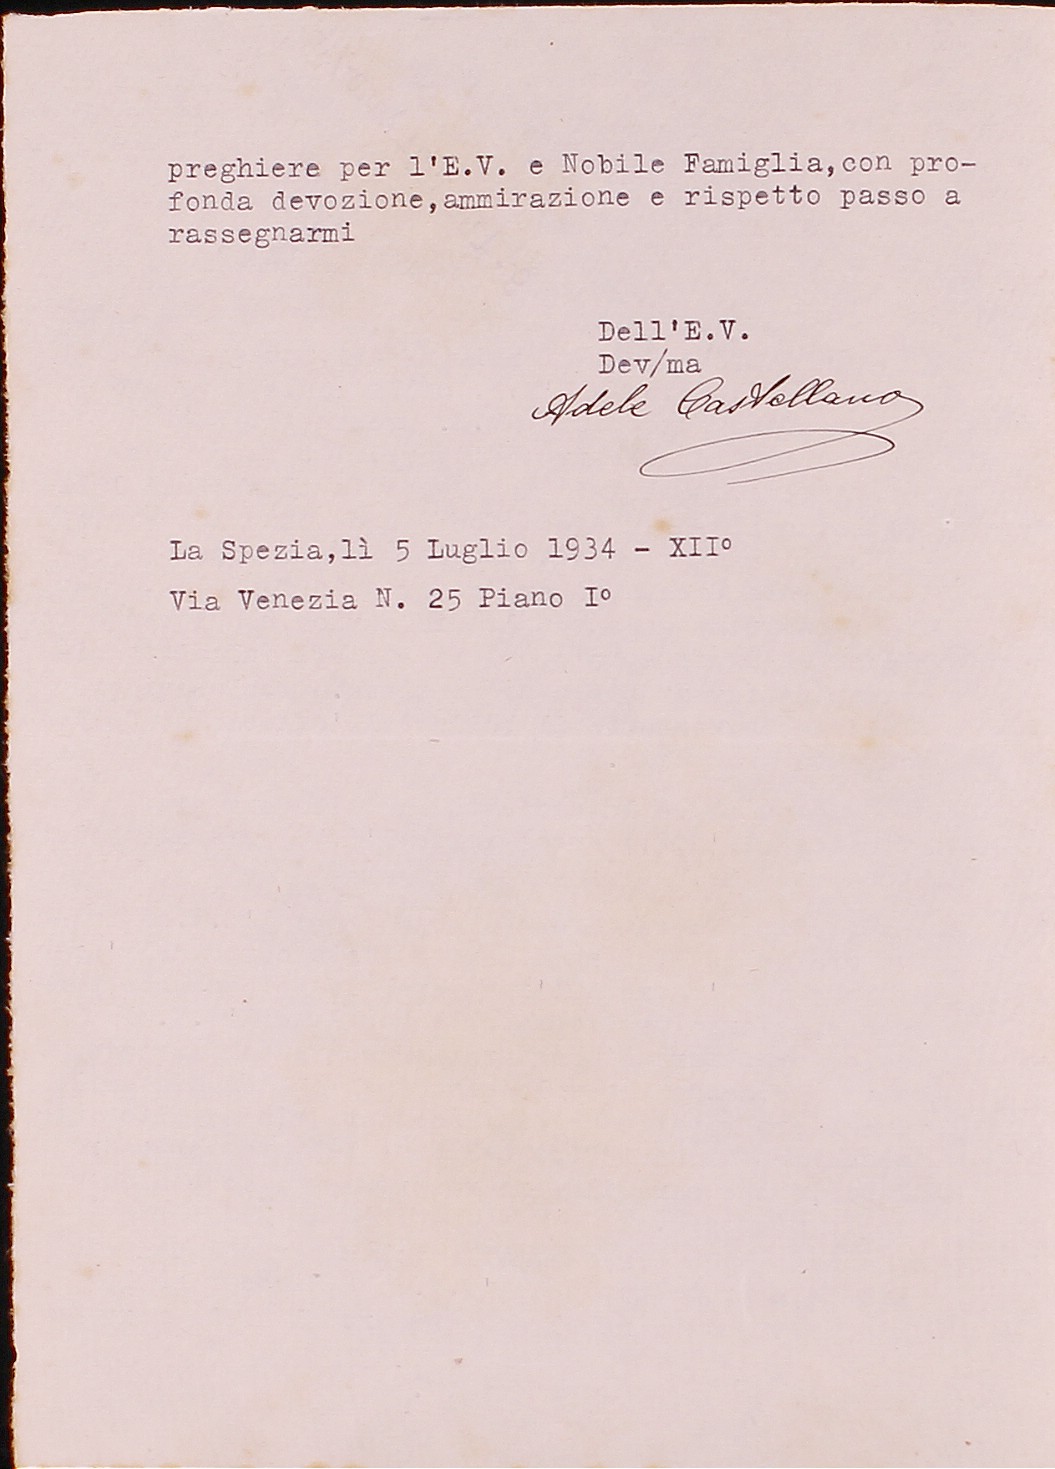 preghiere per l'E.V. e Nobile Famiglia,con pro-
fonda devozione,ammirazione e rispetto passo a
rassegnarmi
Dell'E.V.
Dev/ma
Adele Castellano
La Spezia,lì 5 Luglio 1934 - XIIº
Via Venezia N. 25 Piano Iº